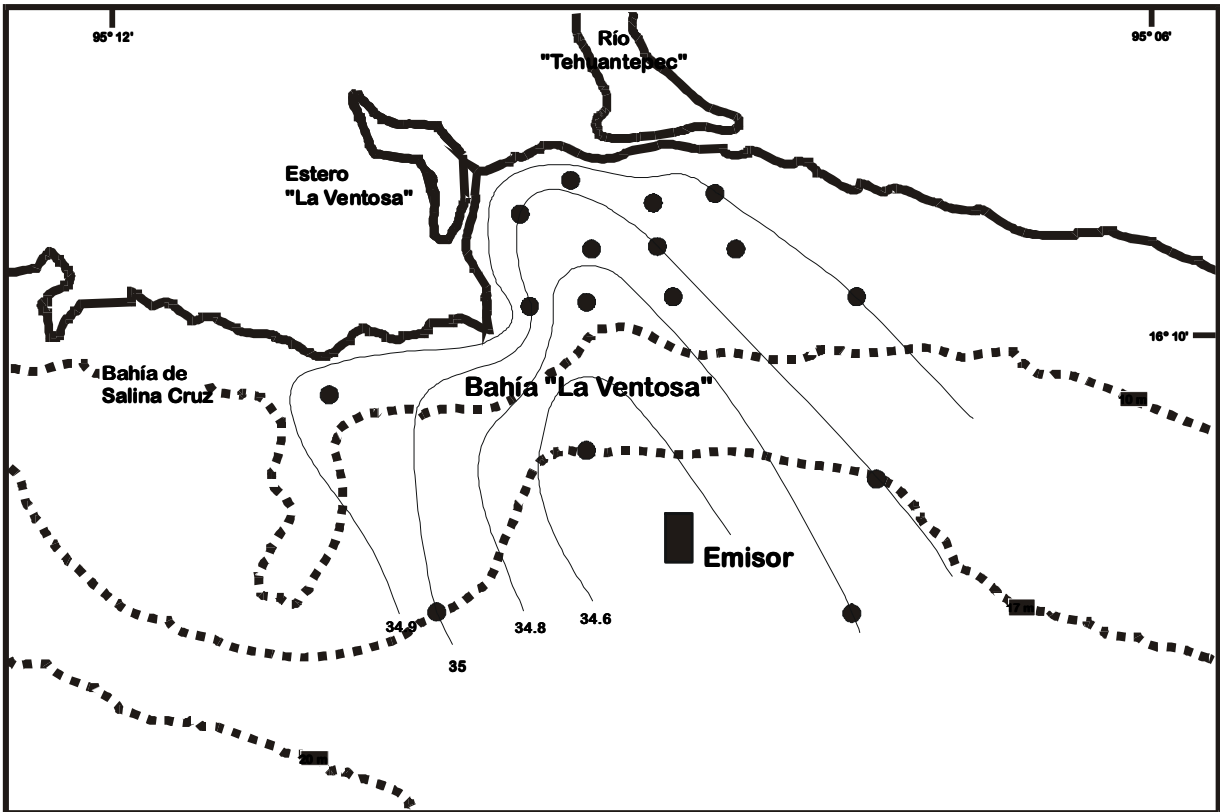 95° 12'
95° 06'
Río
"Tehuantepec"
Estero
"La Ventosa"
16° 10'
Bahía de
Salina Cruz
Bahía "La Ventosa"
10 m
Emisor
17 m
34.9
34.8
34.6
35
20 m